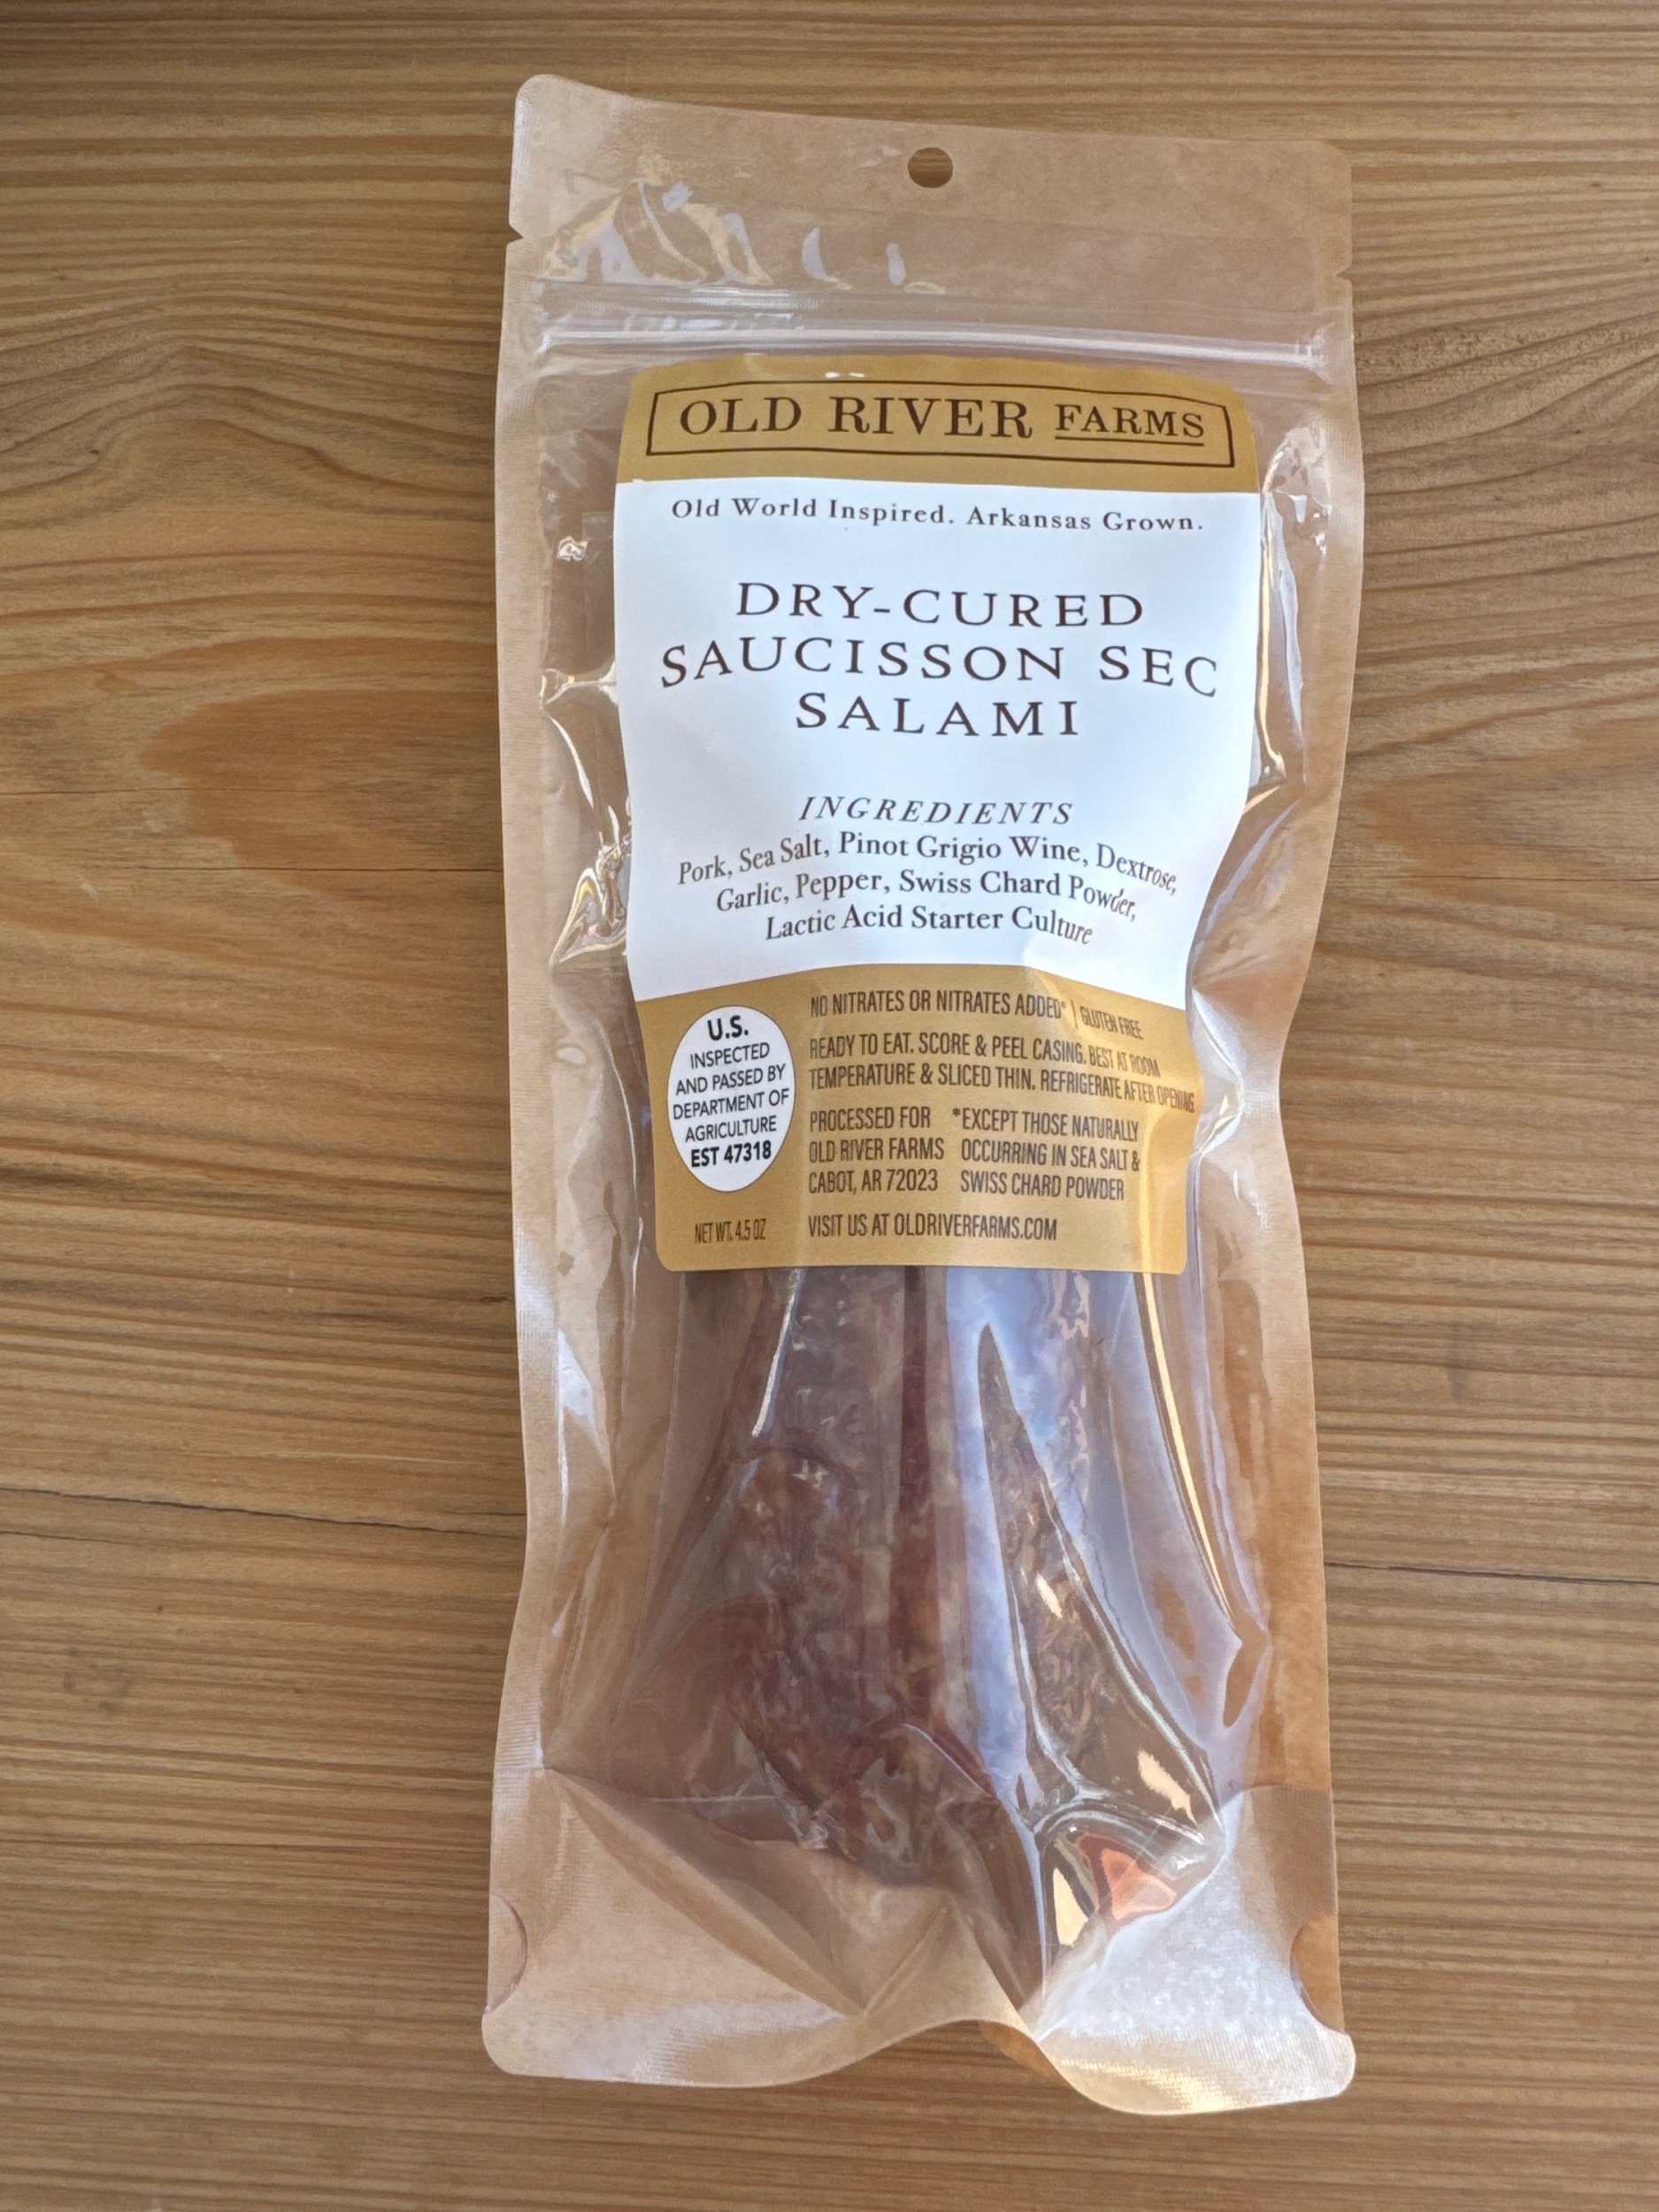 OLD RIVER FARMS
Old World Inspired. Arkansas Grown.
DRY-CURED
SAUCISSON SEC
SALAMI
INGREDIENTS
Pork, Sea Salt, Pinot Grigio Wine, Dextrose,
Garlic, Pepper, Swiss Chard Powder,
Lactic Acid Starter Culture
U.S.
INSPECTED
AND PASSED BY
DEPARTMENT OF
AGRICULTURE
EST 47318
NET WT. 4.5 OZ
NO NITRATES OR NITRATES ADDED* | GLUTEN FREE
READY TO EAT. SCORE & PEEL CASING. BEST AT ROOM
TEMPERATURE & SLICED THIN. REFRIGERATE AFTER OPENING.
PROCESSED FOR
OLD RIVER FARMS
CABOT, AR 72023
*EXCEPT THOSE NATURALLY
OCCURRING IN SEA SALT &
SWISS CHARD POWDER
VISIT US AT OLDRIVERFARMS.COM